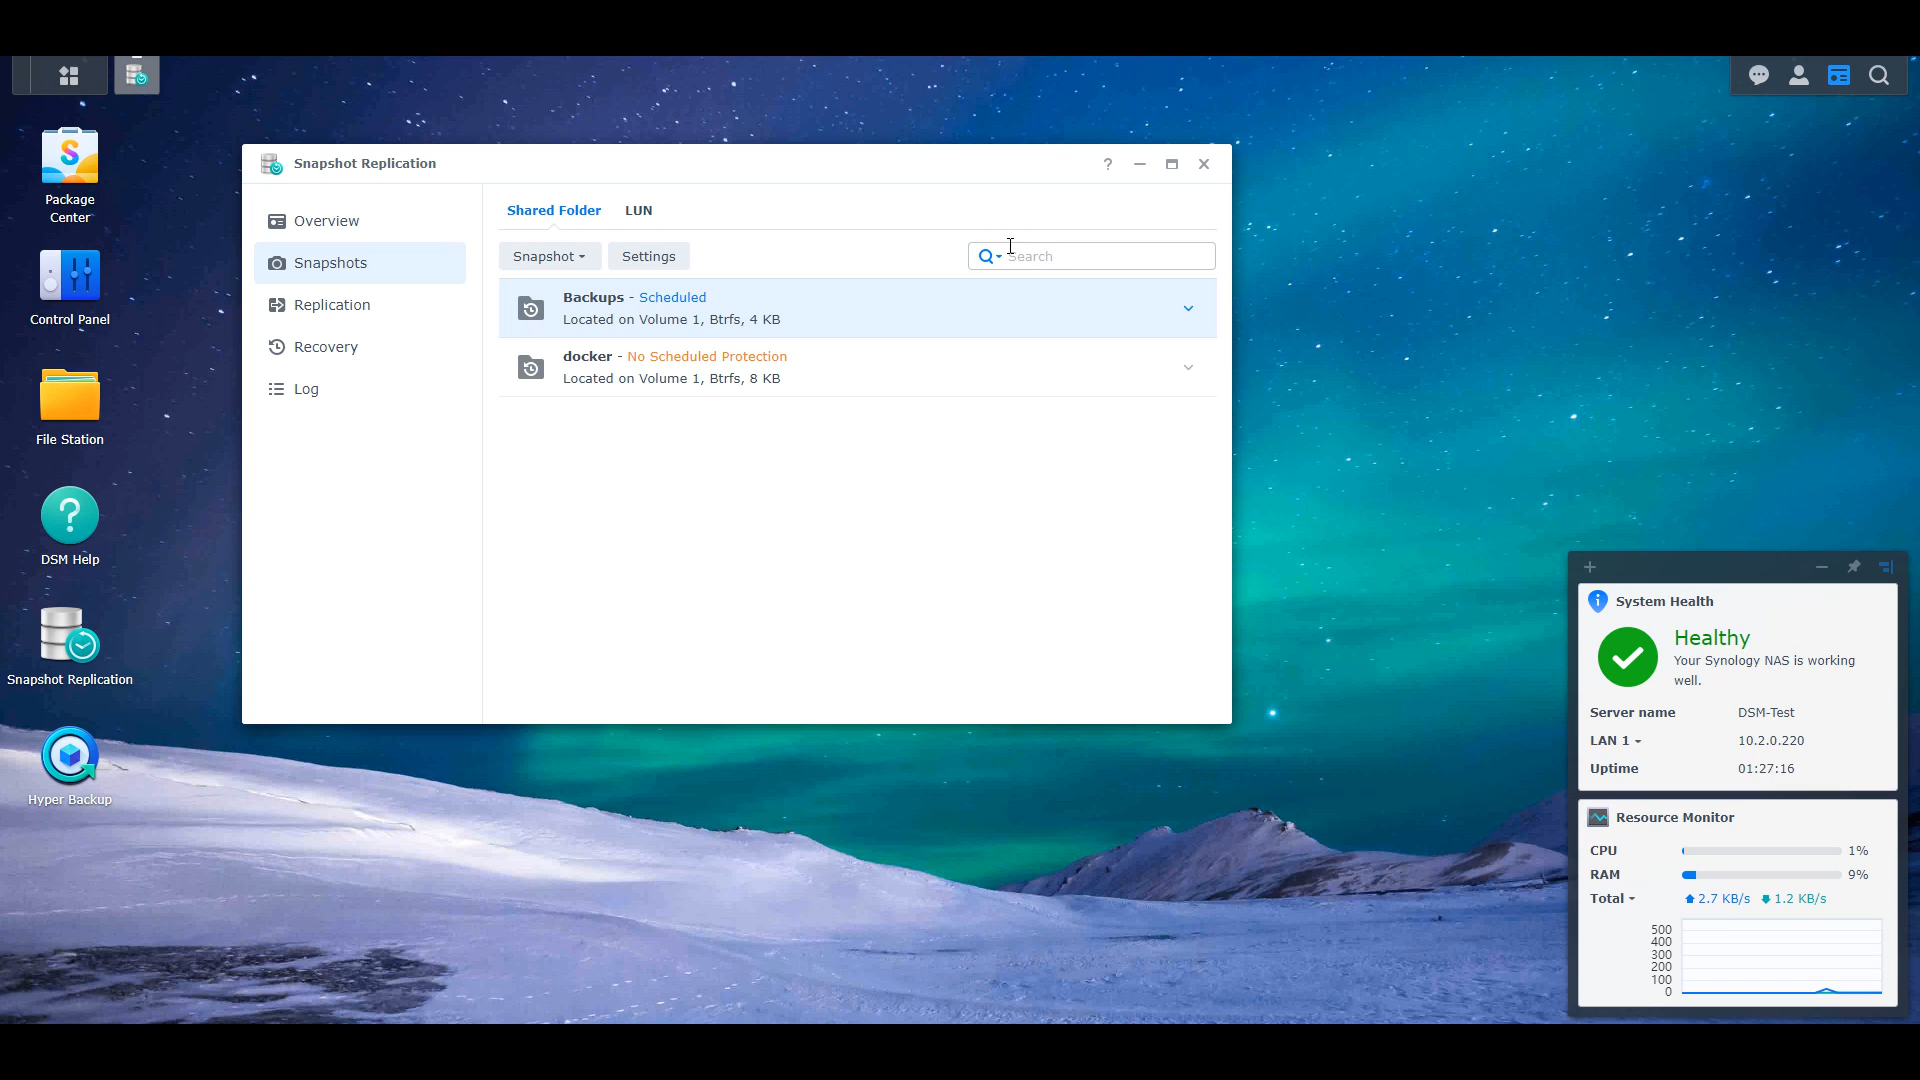 Package
Center
Control Panel
File Station
DSM Help
Snapshot Replication
Hyper Backup
Snapshot Replication
Overview
Snapshots
Replication
Recovery
Log
Shared Folder LUN
Snapshot Settings Search
Backups - Scheduled
Located on Volume 1, Btrfs, 4 KB
docker - No Scheduled Protection
Located on Volume 1, Btrfs, 8 KB
System Health
Healthy
Your Synology NAS is working
well.
Server name DSM-Test
LAN 1 10.2.0.220
Uptime 01:27:16
Resource Monitor
CPU 1%
RAM 9%
Total 2.7 KB/s 1.2 KB/s
500
400
300
200
100
0